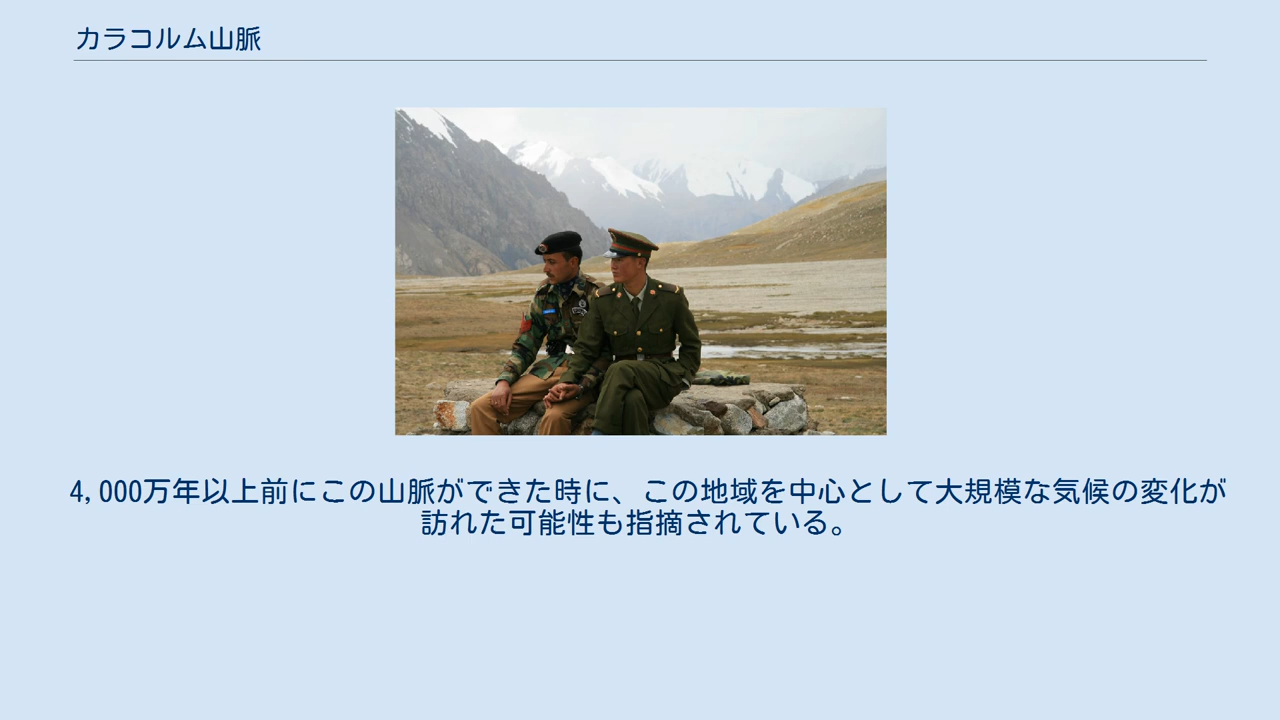 カラコルム山脈
4,000万年以上前にこの山脈ができた時に、この地域を中心として大規模な気候の変化が
訪れた可能性も指摘されている。